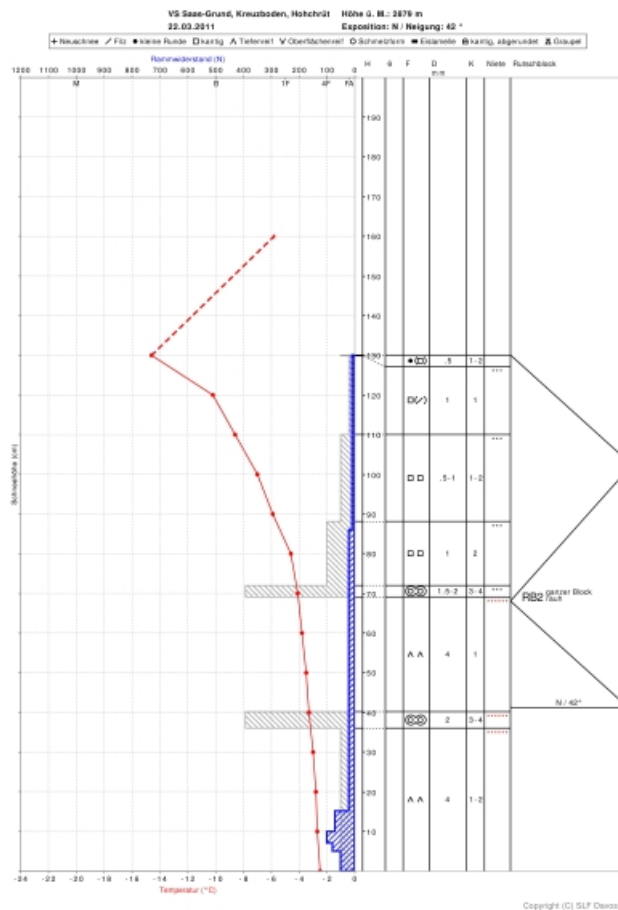 VS Saas-Grund, Kreuzboden, Hohchrüt Höhe ü. M.: 2879 m
22.03.2011 Exposition: N / Neigung: 42 °
Neuschnee Filz kleine Runde kantig Tiefenreif Oberflächenreif Schmelzform Eislamelle kantig, abgerundet Graupel
Rammwiderstand (N)
1200 1100 1000 900 800 700 600 500 400 300 200 100 0
M B 1F 4F FA
H θ F D K Niete Rutschblock
mm
190
180
170
160
150
140
130 .5 1-2
120 1 1
110
100 .5-1 1-2
90
80 1 2
70 1.5-2 3-4
RB2 ganzer Block
rauh
60
50 4 1
40 2 3-4
N / 42°
30
20 4 1-2
10
Schneehöhe (cm)
-24 -22 -20 -18 -16 -14 -12 -10 -8 -6 -4 -2 0
Temperatur (°C)
Copyright (C) SLF Davos